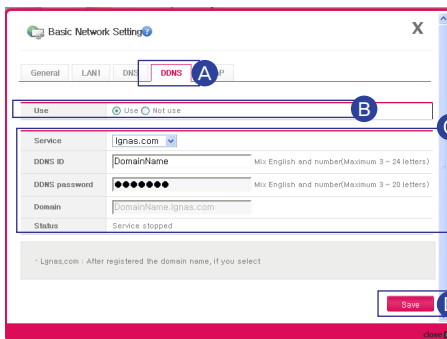 Basic Network Setting
X
General LAN1 DNS DDNS A P
Use Use Not use B
Service lgnas.com
DDNS ID DomainName Mix English and number(Maximum 3 ~ 24 letters)
DDNS password ●●●●●●● Mix English and number(Maximum 3 ~ 20 letters)
Domain DomainName.lgnas.com
Status Service stopped
* Lgnas,com : After registered the domain name, if you select
Save
close